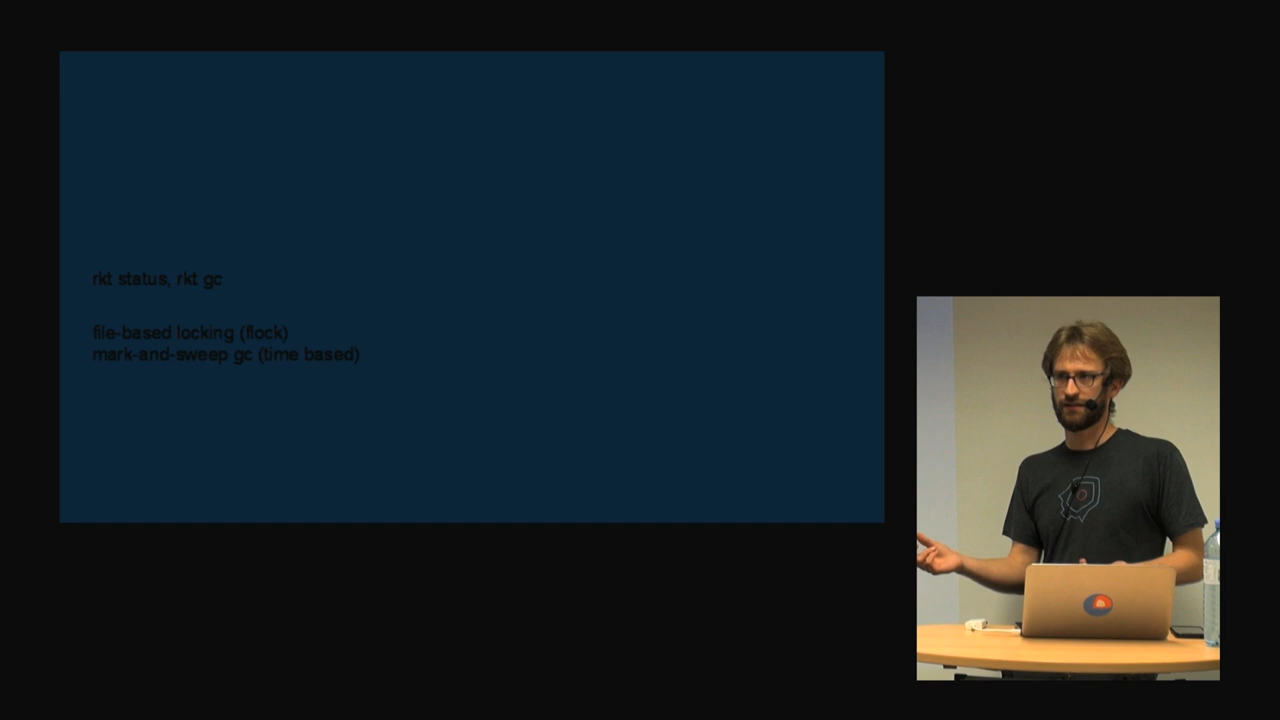 rkt status, rkt gc
file-based locking (flock)
mark-and-sweep gc (time based)